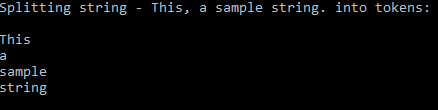 Splitting string - This, a sample string. into tokens:
This
a
sample
string